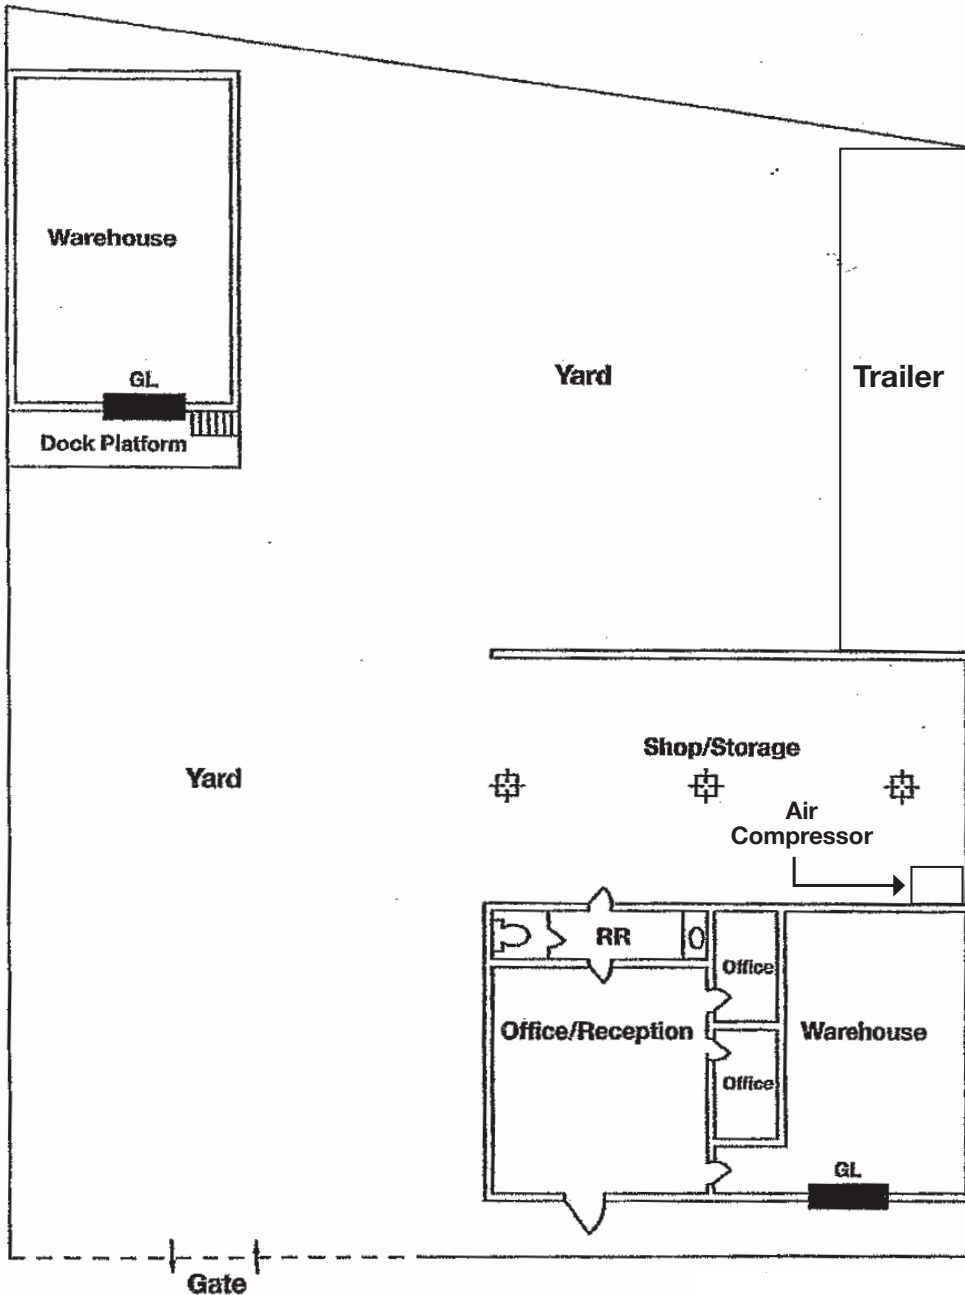 Warehouse
GL
Dock Platform
Yard
Trailer
Yard
Shop/Storage
Air
Compressor
RR
Office
Office/Reception
Warehouse
Office
GL
Gate